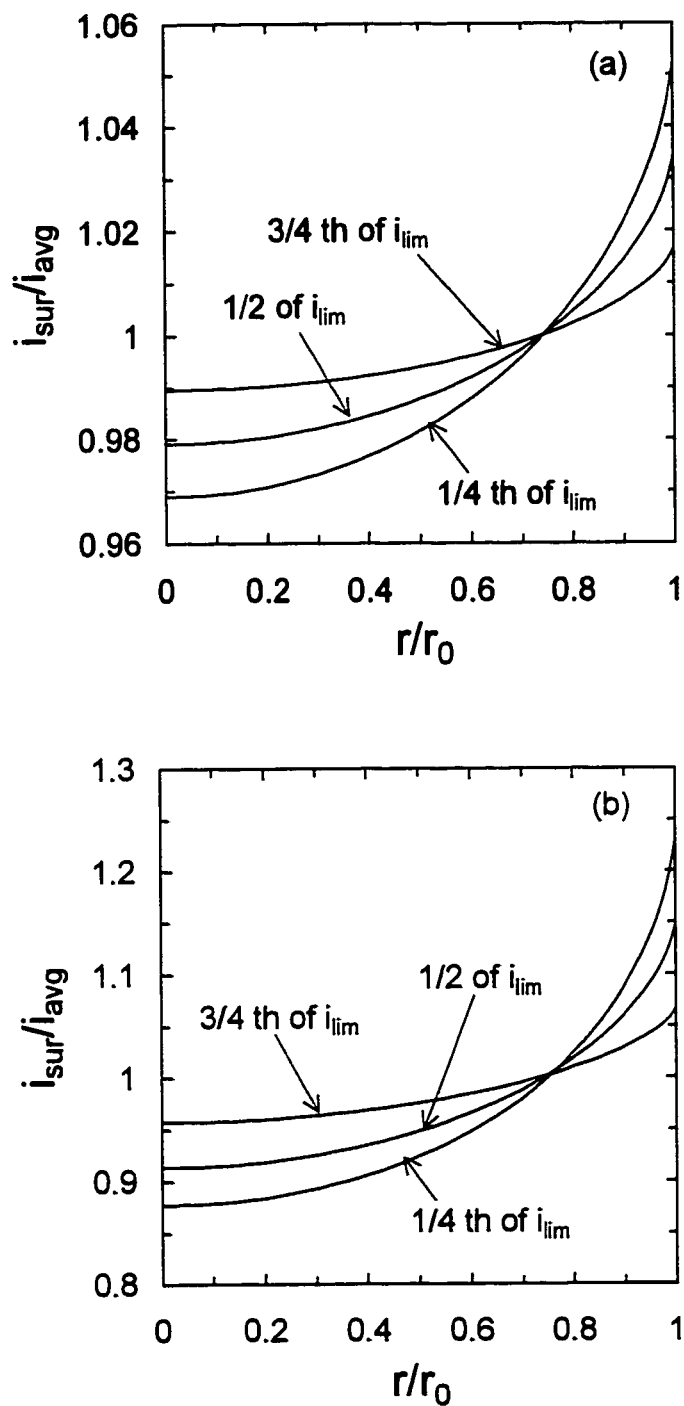 1.06
(a)
1.04
1.02
3/4 th of i_lim
1/2 of i_lim
1
0.98
1/4 th of i_lim
0.96
i_sur/i_avg
0 0.2 0.4 0.6 0.8 1
r/r_0
1.3
(b)
1.2
1.1
1/2 of i_lim
3/4 th of i_lim
1
0.9
1/4 th of i_lim
0.8
i_sur/i_avg
0 0.2 0.4 0.6 0.8 1
r/r_0